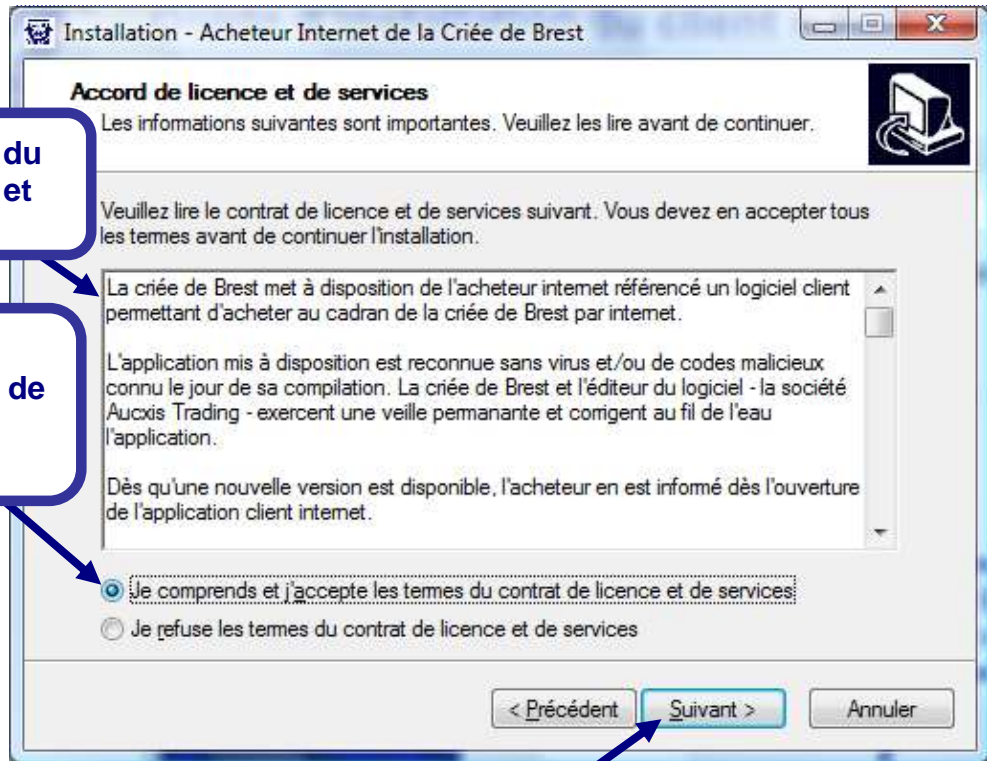 Installation - Acheteur Internet de la Criée de Brest
Accord de licence et de services
Les informations suivantes sont importantes. Veuillez les lire avant de continuer.
du
et
Veuillez lire le contrat de licence et de services suivant. Vous devez en accepter tous
les termes avant de continuer l'installation.
La criée de Brest met à disposition de l'acheteur internet référencé un logiciel client
permettant d'acheter au cadran de la criée de Brest par internet.
de
L'application mis à disposition est reconnue sans virus et/ou de codes malicieux
connu le jour de sa compilation. La criée de Brest et l'éditeur du logiciel - la société
Aucxis Trading - exercent une veille permanante et corrigent au fil de l'eau
l'application.
Dès qu'une nouvelle version est disponible, l'acheteur en est informé dès l'ouverture
de l'application client internet.
Je comprends et j'accepte les termes du contrat de licence et de services
Je refuse les termes du contrat de licence et de services
< Précédent
Suivant >
Annuler